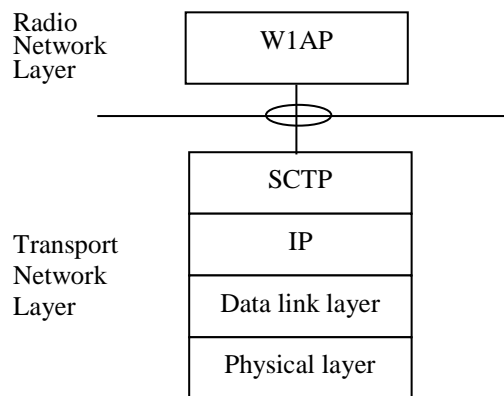 Radio
Network
Layer
W1AP
SCTP
IP
Transport
Network
Layer
Data link layer
Physical layer